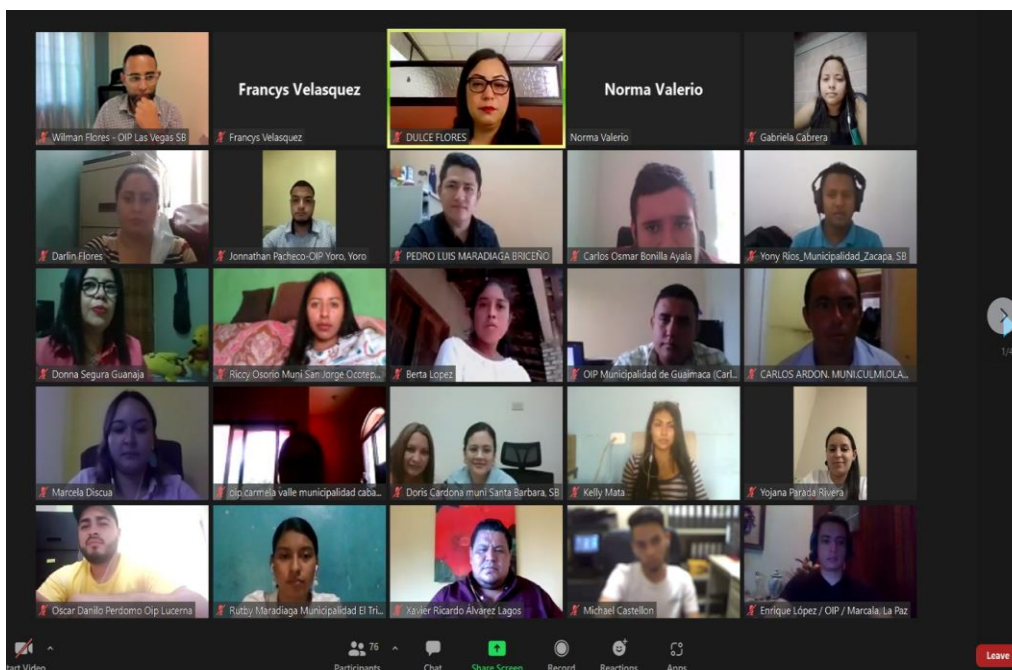 Wilman Flores - OIP Las Vegas SB
Francys Velasquez
Francys Velasquez
DULCE FLORES
Norma Valerio
Norma Valerio
Gabriela Cabrera
Darlin Flores
Jonnathan Pacheco-OIP Yoro, Yoro
PEDRO LUIS MARADIAGA BRICEÑO
Carlos Osmar Bonilla Ayala
Yony Rios_Municipalidad_Zacapa, SB
Donna Segura Guanaja
Riccy Osorio Muni San Jorge Ocotep...
Berta Lopez
OIP Municipalidad de Guaimaca (Carl...
CARLOS ARDON. MUNI.CULMI.OLA...
Marcela Discua
oip carmela valle municipalidad caba...
Doris Cardona muni Santa Barbara, SB
Kelly Mata
Yojana Parada Rivera
Oscar Danilo Perdomo Oip Lucerna
Rutby Maradiaga Municipalidad El Tri...
Xavier Ricardo Álvarez Lagos
Michael Castellon
Enrique López / OIP / Marcala, La Paz
1/4
tart Video
76
Participants
Chat
Share Screen
Record
Reactions
Apps
Leave